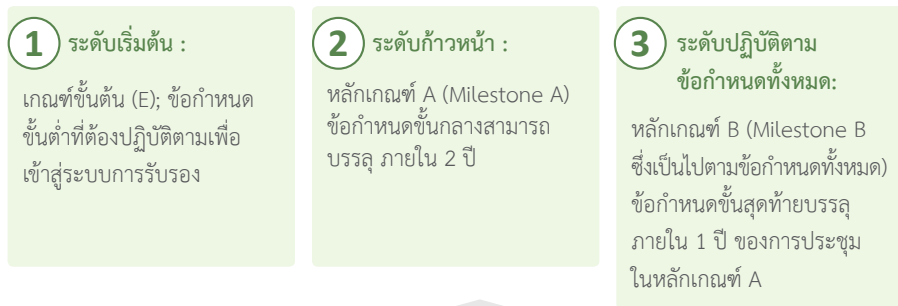 1 ระดับเริ่มต้น :
เกณฑ์ขั้นต้น (E); ข้อกำหนด
ขั้นต่ำที่ต้องปฏิบัติตามเพื่อ
เข้าสู่ระบบการรับรอง
2 ระดับก้าวหน้า :
หลักเกณฑ์ A (Milestone A)
ข้อกำหนดขั้นกลางสามารถ
บรรลุ ภายใน 2 ปี
3 ระดับปฏิบัติตาม
ข้อกำหนดทั้งหมด:
หลักเกณฑ์ B (Milestone B
ซึ่งเป็นไปตามข้อกำหนดทั้งหมด)
ข้อกำหนดขั้นสุดท้ายบรรลุ
ภายใน 1 ปี ของการประชุม
ในหลักเกณฑ์ A